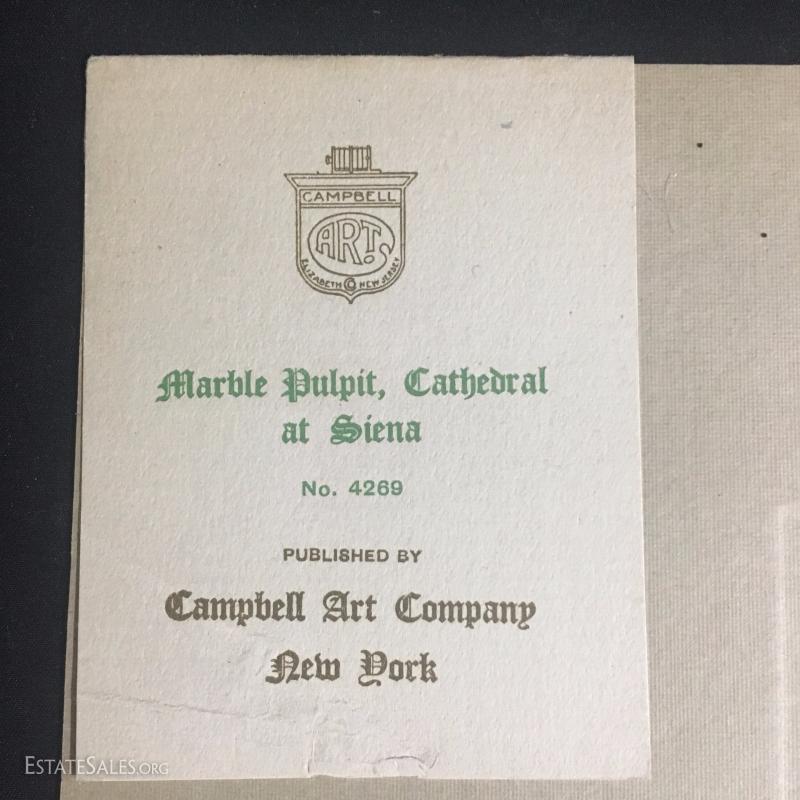 CAMPBELL
ART
ELIZABETH CO NEW JERSEY
Marble Pulpit, Cathedral
at Siena
No. 4269
PUBLISHED BY
Campbell Art Company
New York
ESTATESALES.ORG